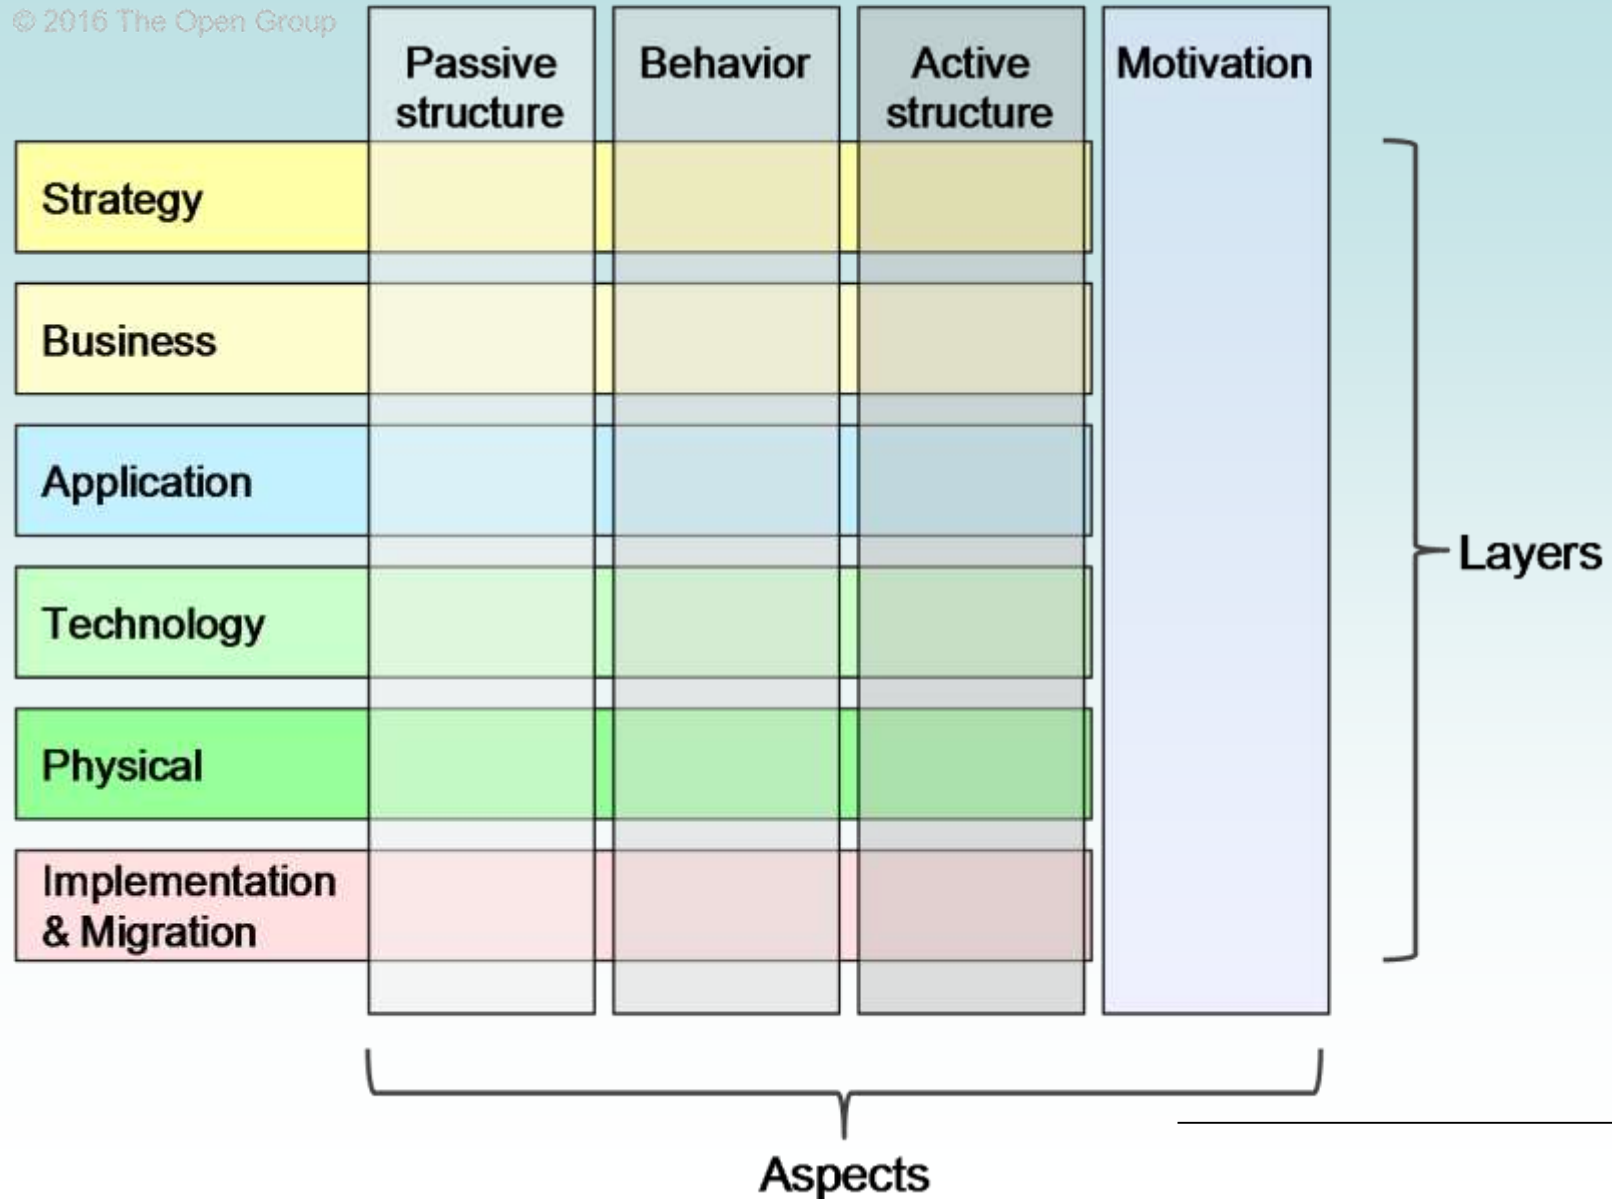 © 2016 The Open Group
Passive
structure
Behavior
Active
structure
Motivation
Strategy
Business
Application
Technology
Physical
Implementation
& Migration
Layers
Aspects